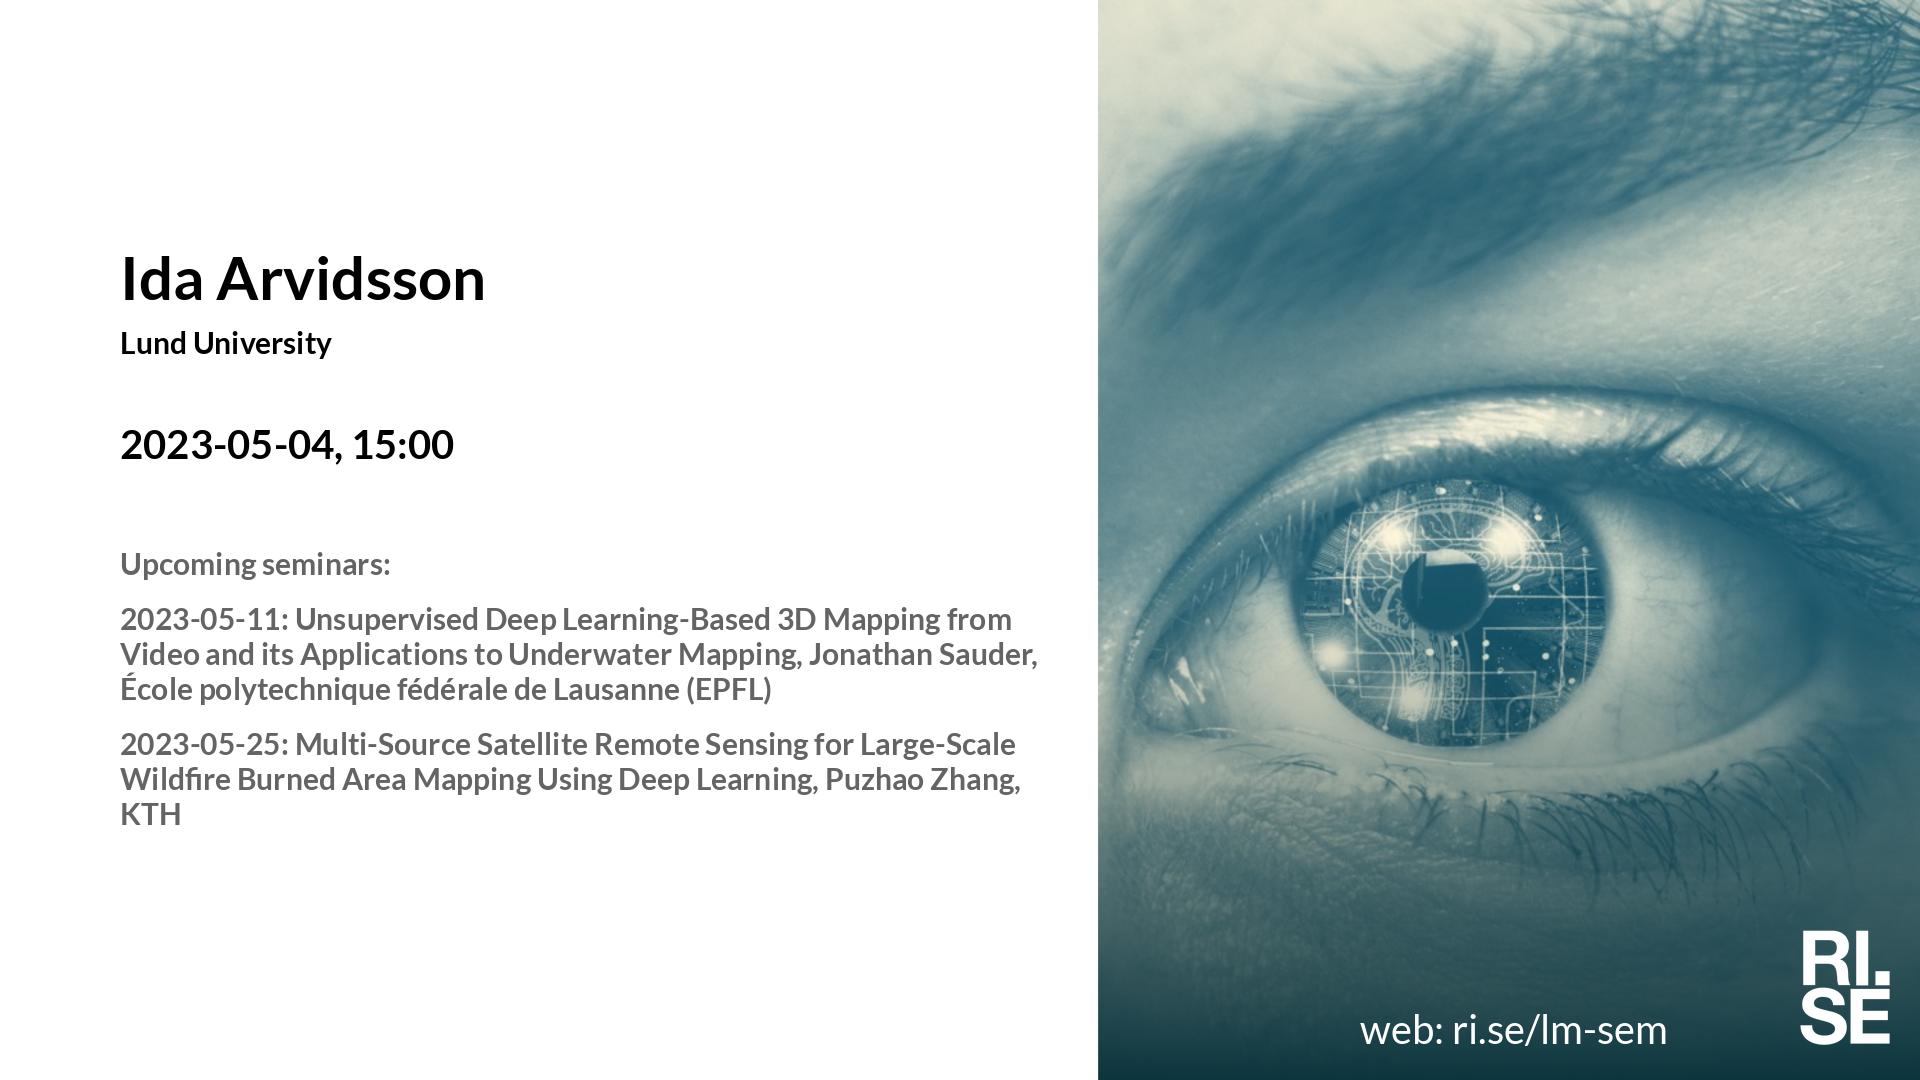 Ida Arvidsson
Lund University
2023-05-04, 15:00
Upcoming seminars:
2023-05-11: Unsupervised Deep Learning-Based 3D Mapping from
Video and its Applications to Underwater Mapping, Jonathan Sauder,
École polytechnique fédérale de Lausanne (EPFL)
2023-05-25: Multi-Source Satellite Remote Sensing for Large-Scale
Wildfire Burned Area Mapping Using Deep Learning, Puzhao Zhang,
KTH
web: ri.se/lm-sem
RI.
SE